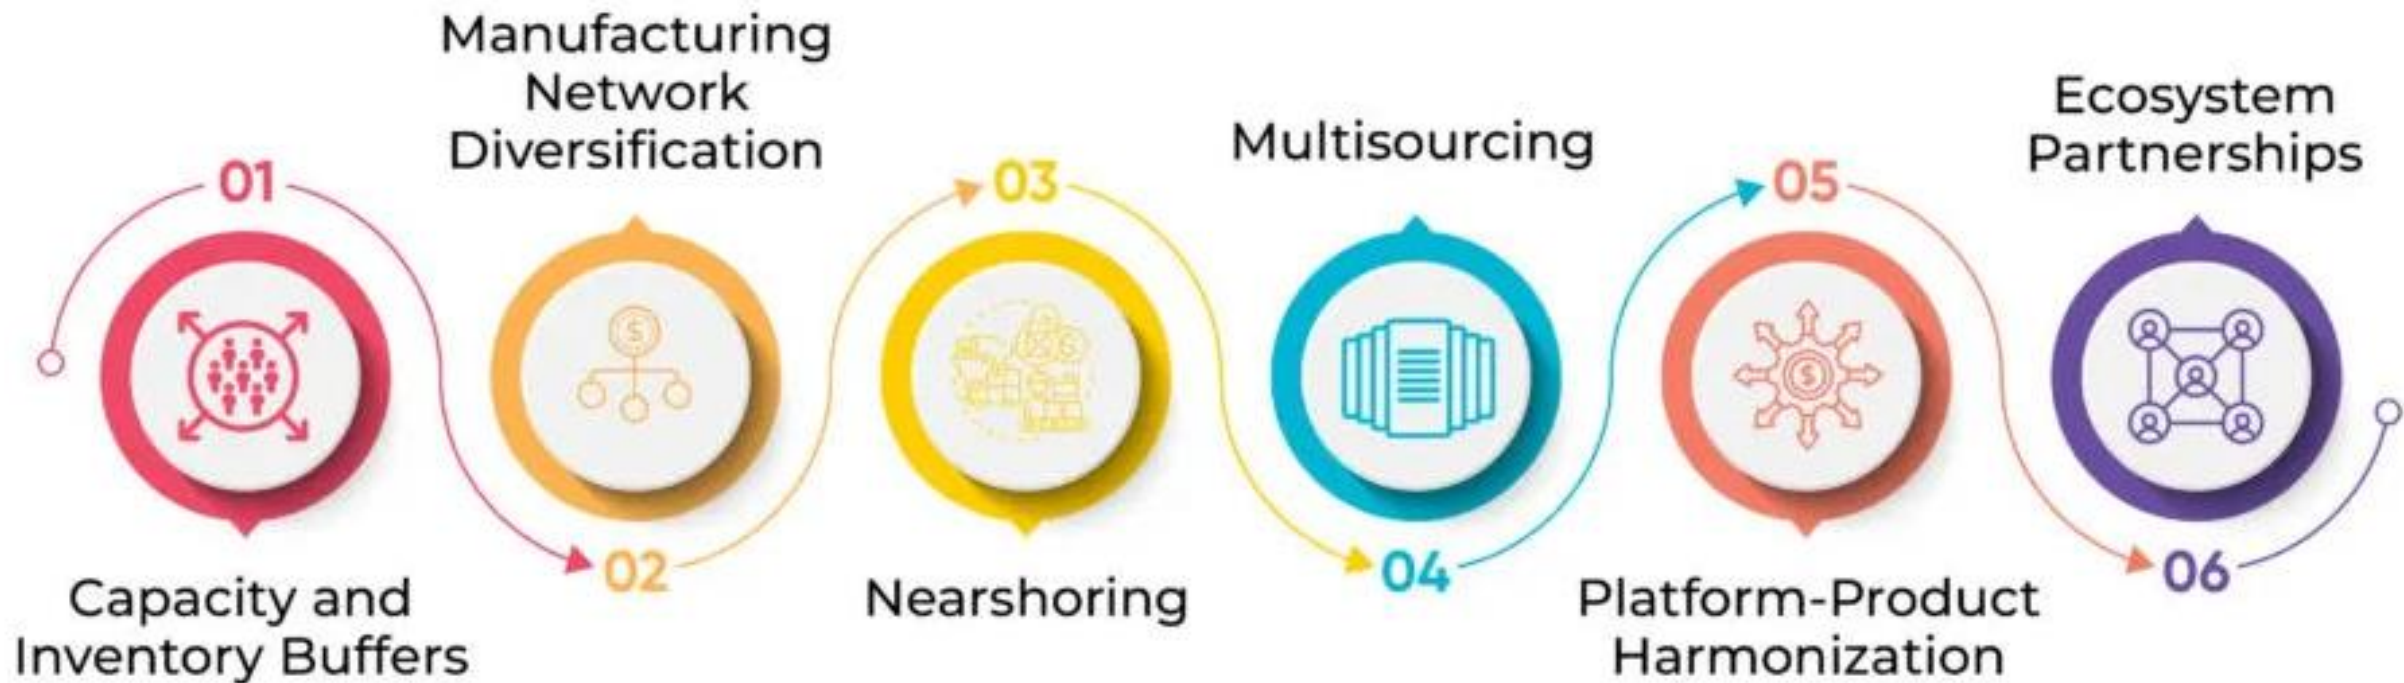 01
Capacity and
Inventory Buffers
Manufacturing
Network
Diversification
02
03
Nearshoring
Multisourcing
04
05
Platform-Product
Harmonization
Ecosystem
Partnerships
06
$
$